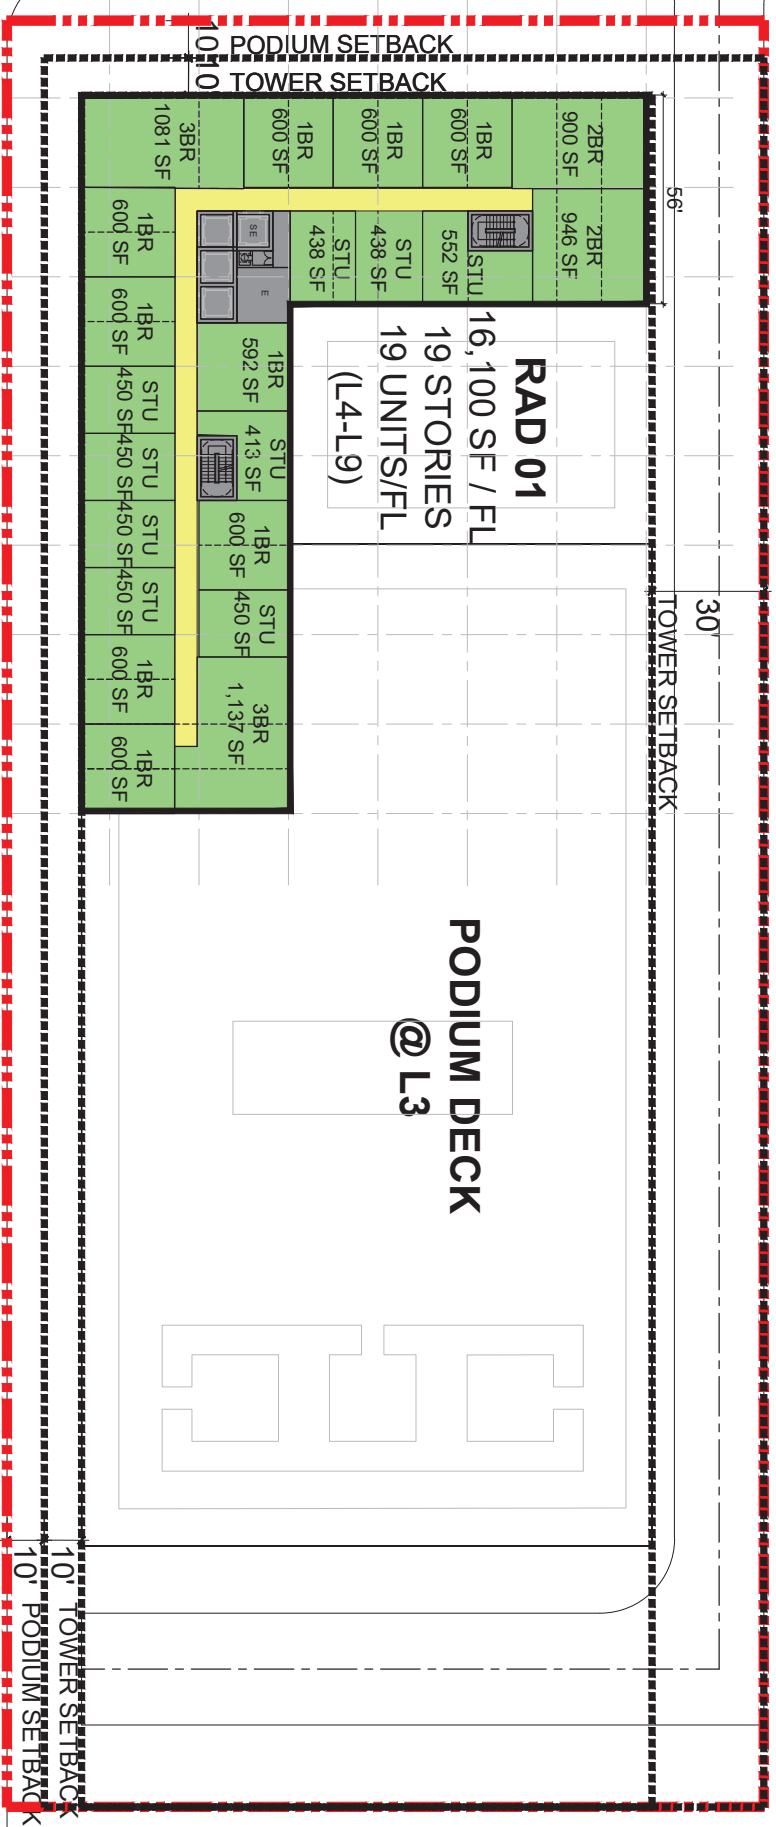 PODIUM SETBACK
TOWER SETBACK
10'
10'
3BR
1081 SF
1BR
600 SF
1BR
600 SF
1BR
600 SF
2BR
900 SF
2BR
946 SF
56'
STU
438 SF
STU
438 SF
STU
552 SF
SE
E
1BR
600 SF
1BR
600 SF
STU
450 SF
STU
450 SF
STU
450 SF
STU
450 SF
1BR
600 SF
1BR
600 SF
1BR
592 SF
STU
413 SF
1BR
600 SF
STU
450 SF
3BR
1,137 SF
RAD 01
16,100 SF / FL
19 STORIES
19 UNITS/FL
(L4-L9)
30'
TOWER SETBACK
PODIUM DECK
@ L3
10' TOWER SETBACK
10' PODIUM SETBACK